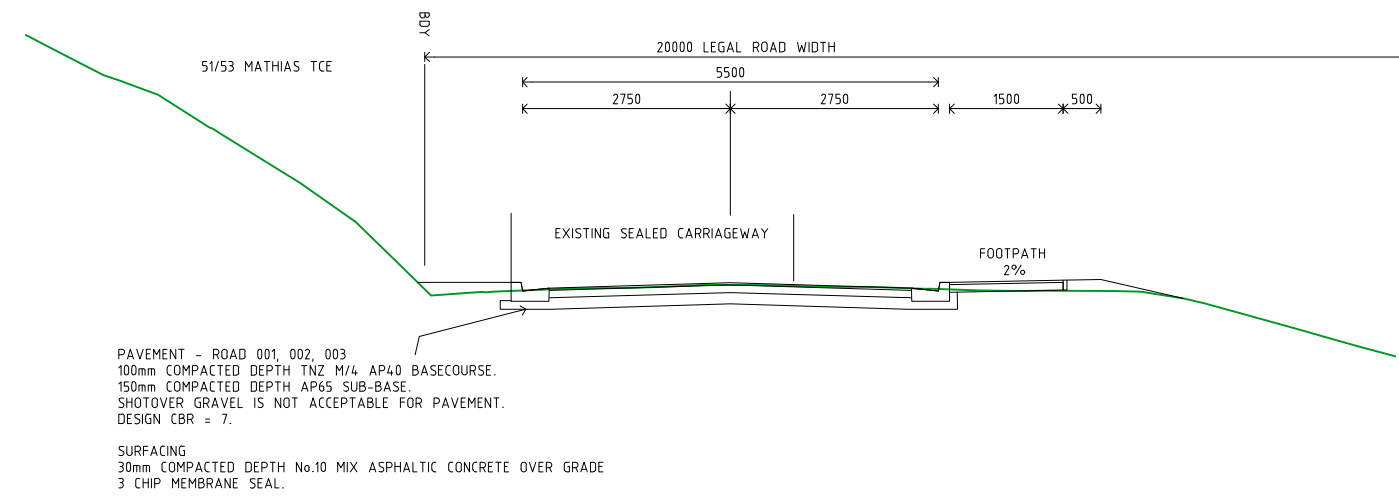 BDY
20000 LEGAL ROAD WIDTH
51/53 MATHIAS TCE
5500
2750
2750
1500
500
EXISTING SEALED CARRIAGEWAY
FOOTPATH
2%
PAVEMENT - ROAD 001, 002, 003
100mm COMPACTED DEPTH TNZ M/4 AP40 BASECOURSE.
150mm COMPACTED DEPTH AP65 SUB-BASE.
SHOTOVER GRAVEL IS NOT ACCEPTABLE FOR PAVEMENT.
DESIGN CBR = 7.
SURFACING
30mm COMPACTED DEPTH No.10 MIX ASPHALTIC CONCRETE OVER GRADE
3 CHIP MEMBRANE SEAL.